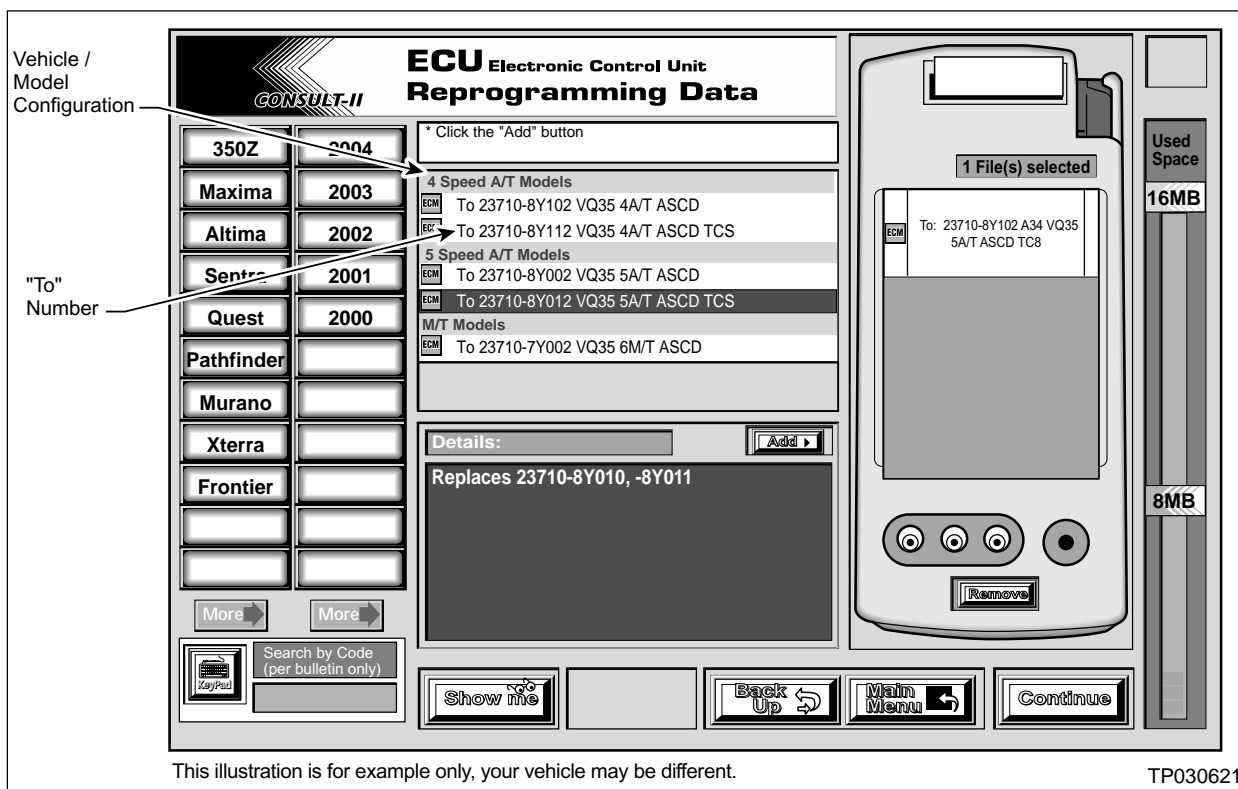 Vehicle /
Model
Configuration
"To"
Number
CONSULT-II
ECU Electronic Control Unit
Reprogramming Data
350Z
Maxima
Altima
Sentra
Quest
Pathfinder
Murano
Xterra
Frontier
More
2004
2003
2002
2001
2000
More
Search by Code
(per bulletin only)
KeyPad
* Click the "Add" button
4 Speed A/T Models
ECM To 23710-8Y102 VQ35 4A/T ASCD
ECM To 23710-8Y112 VQ35 4A/T ASCD TCS
5 Speed A/T Models
ECM To 23710-8Y002 VQ35 5A/T ASCD
ECM To 23710-8Y012 VQ35 5A/T ASCD TCS
M/T Models
ECM To 23710-7Y002 VQ35 6M/T ASCD
Details:
Add
Replaces 23710-8Y010, -8Y011
1 File(s) selected
ECM
To: 23710-8Y102 A34 VQ35
5A/T ASCD TC8
Remove
Used
Space
16MB
8MB
Show me
Back
Up
Main
Menu
Continue
This illustration is for example only, your vehicle may be different.
TP030621